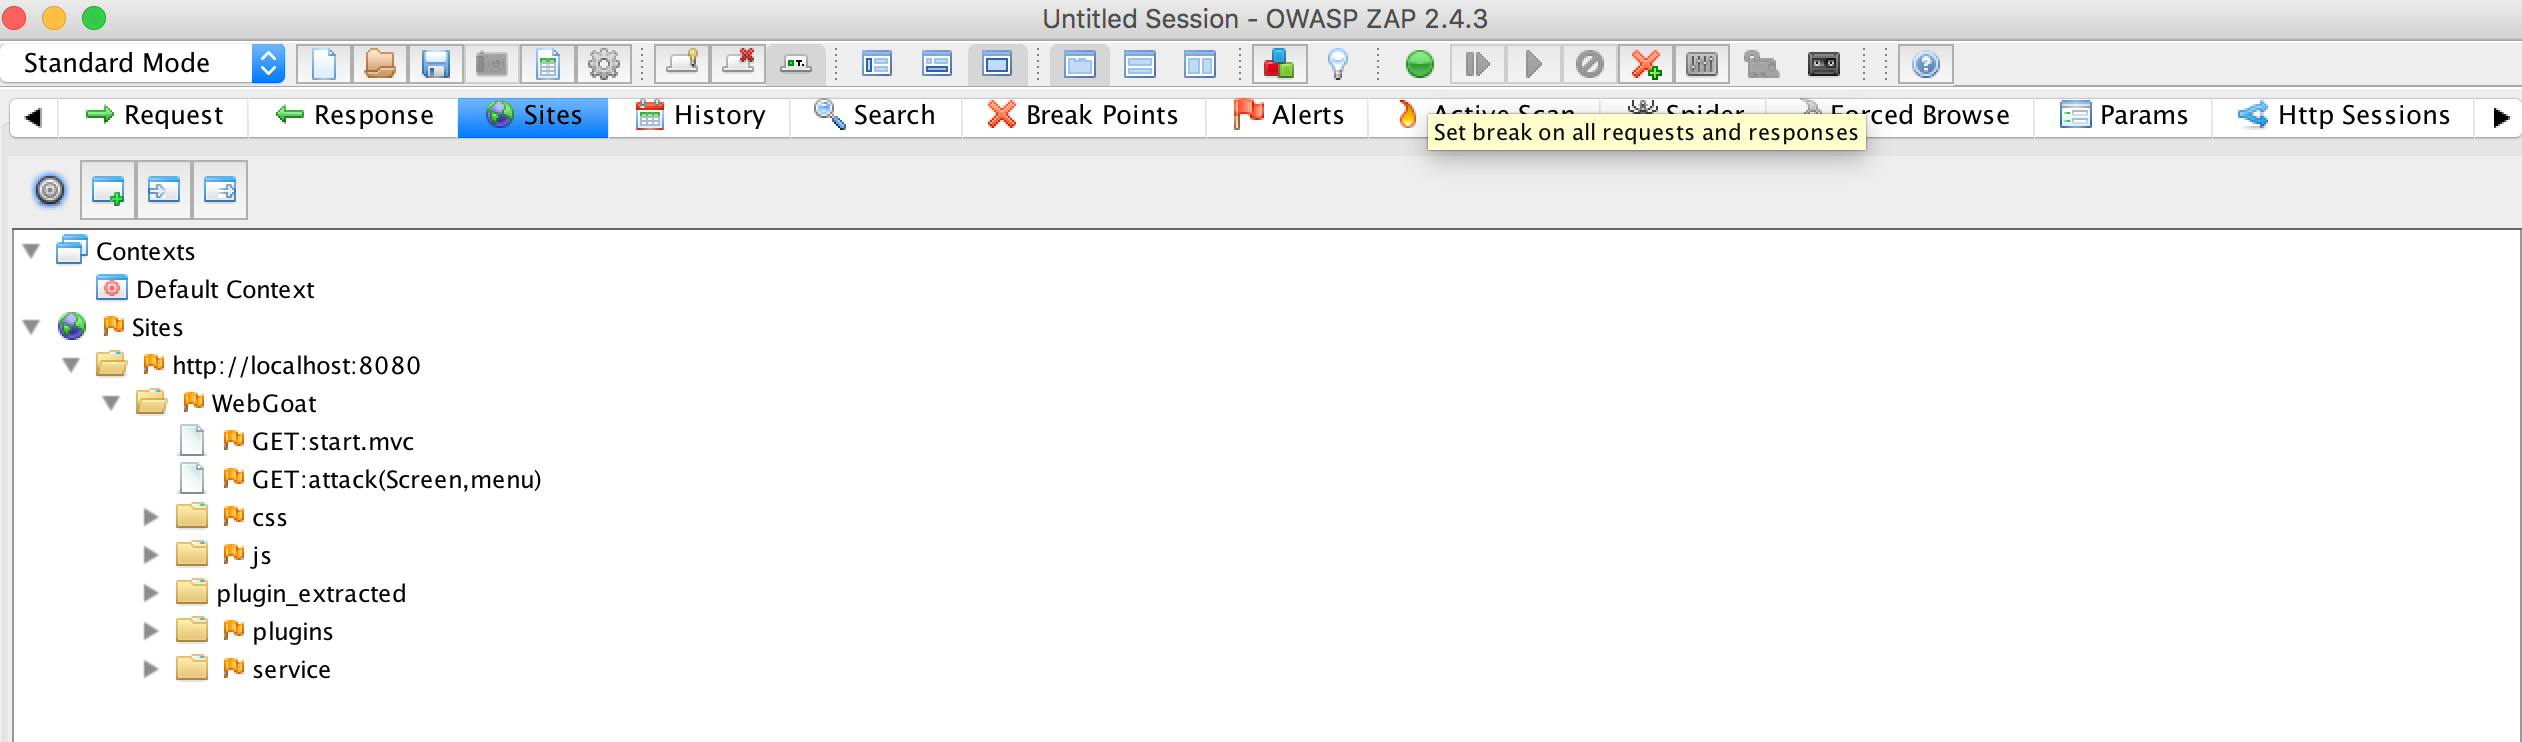 Untitled Session - OWASP ZAP 2.4.3
Standard Mode
Request Response Sites History Search Break Points Alerts Active Scan Spider Forced Browse Params Http Sessions
Set break on all requests and responses
Contexts
Default Context
Sites
http://localhost:8080
WebGoat
GET:start.mvc
GET:attack(Screen,menu)
css
js
plugin_extracted
plugins
service